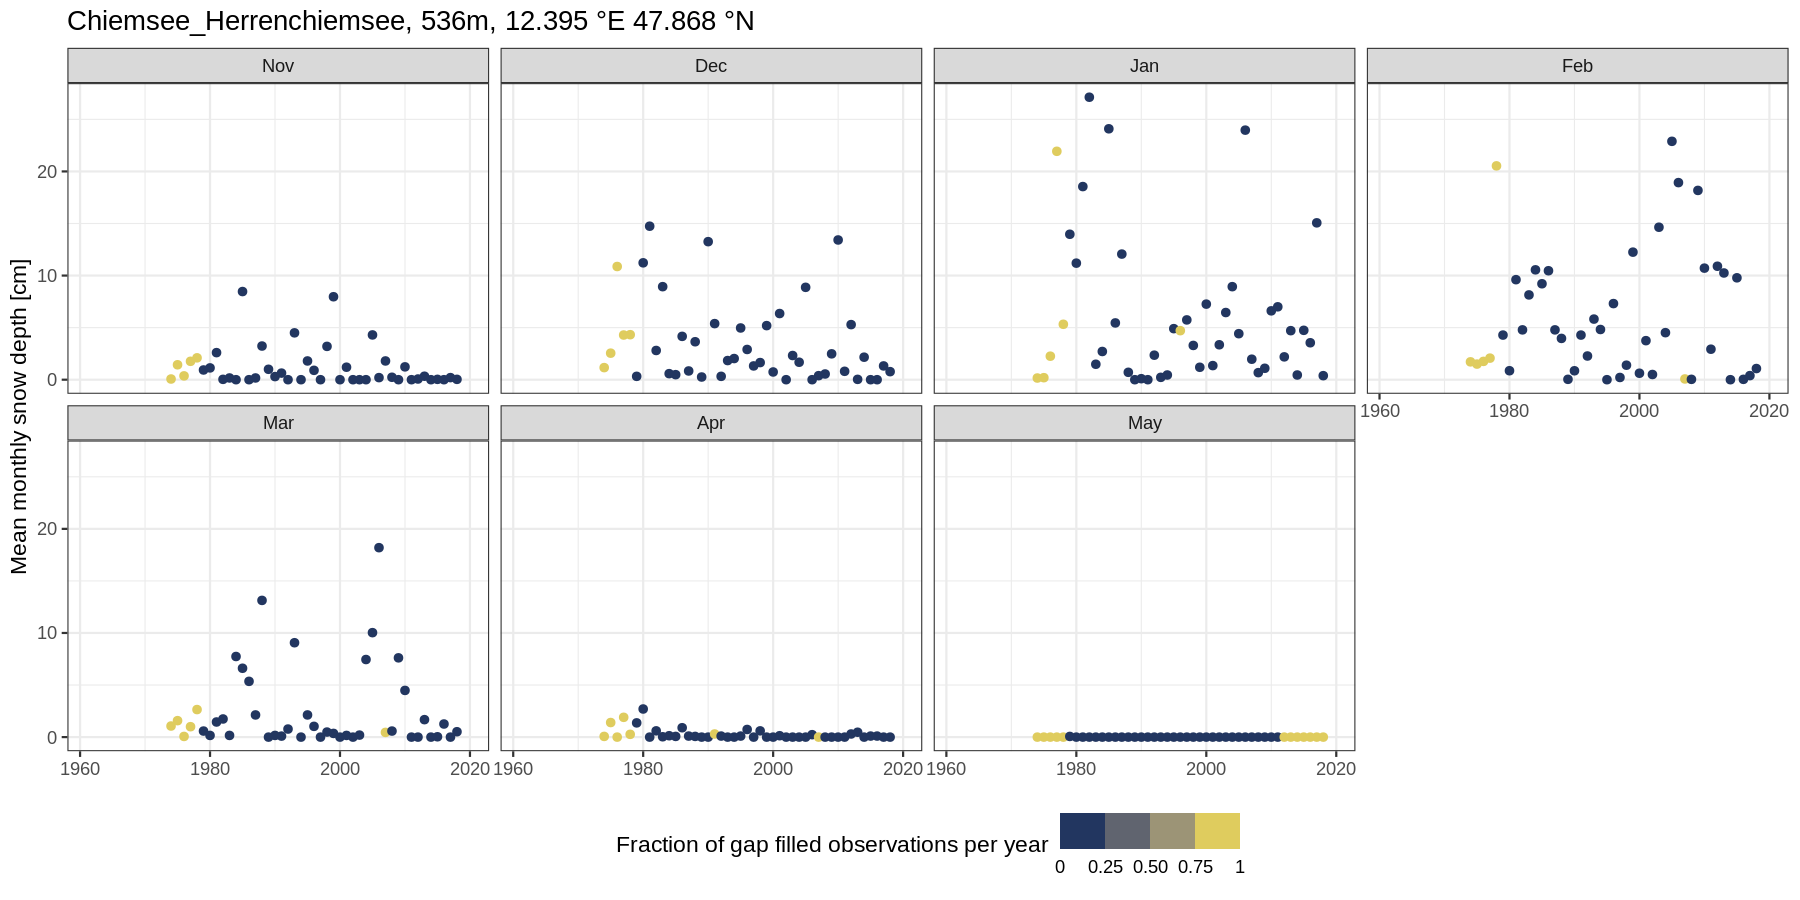 Chiemsee_Herrenchiemsee, 536m, 12.395 °E 47.868 °N
Nov Dec Jan Feb
20
10
0
1960 1980 2000 2020
Mean monthly snow depth [cm]
Mar Apr May
20
10
0
1960 1980 2000 2020 1960 1980 2000 2020 1960 1980 2000 2020
Fraction of gap filled observations per year
0 0.25 0.50 0.75 1